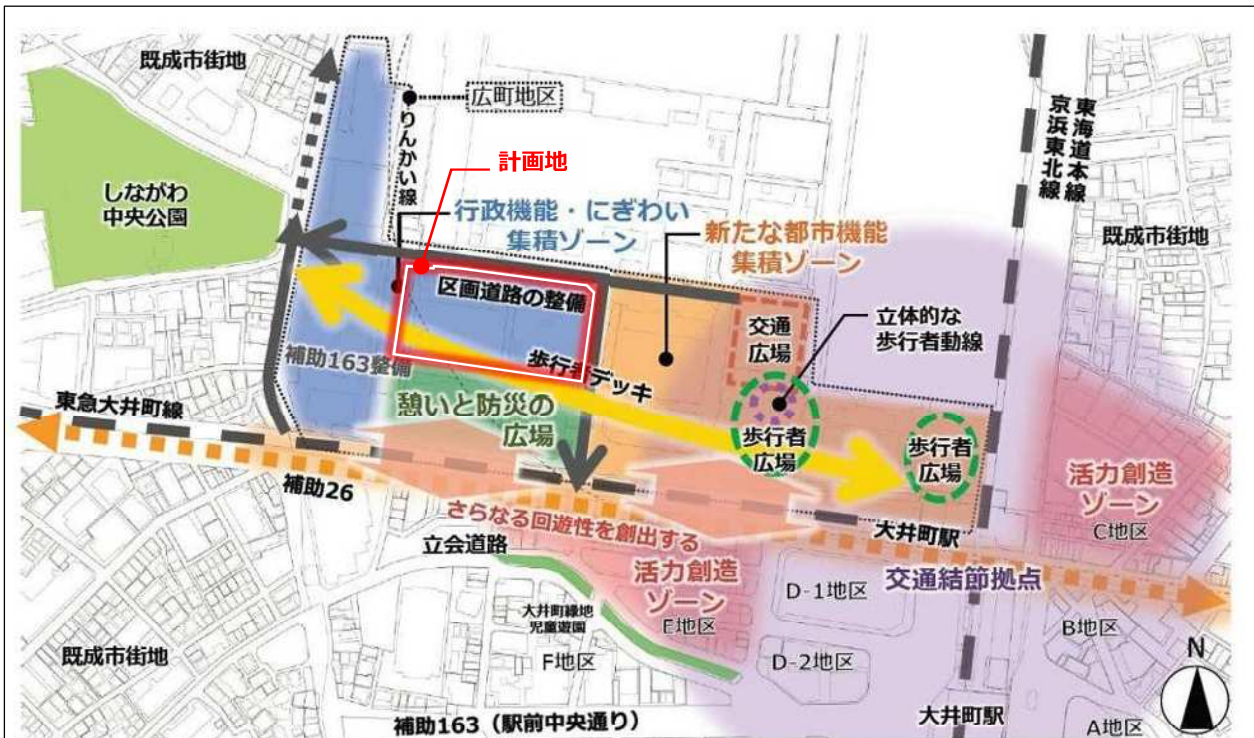 既成市街地
広町地区
りんかい線
東海道本線
京浜東北線
計画地
しながわ
中央公園
行政機能・にぎわい
集積ゾーン
新たな都市機能
集積ゾーン
既成市街地
区画道路の整備
交通
広場
立体的な
歩行者動線
補助163整備
歩行者デッキ
東急大井町線
憩いと防災の
広場
歩行者
広場
歩行者
広場
活力創造
ゾーン
C地区
補助26
さらなる回遊性を創出する
大井町駅
立会道路
活力創造
ゾーン
E地区
交通結節拠点
D-1地区
大井町緑地
児童遊園
B地区
既成市街地
F地区
D-2地区
N
補助163（駅前中央通り）
大井町駅
A地区